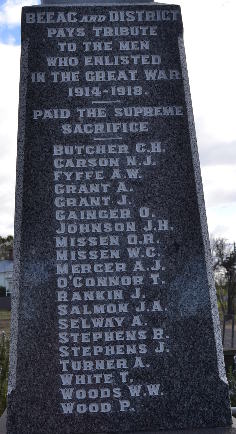 BEEAC AND DISTRICT
PAYS TRIBUTE
TO THE MEN
WHO ENLISTED
IN THE GREAT WAR
1914-1918.
PAID THE SUPREME
SACRIFICE
BUTCHER C.H.
CARSON N.J.
FYFFE A.W.
GRANT A.
GRANT J.
GAINGER O.
JOHNSON J.H.
MISSEN O.R.
MISSEN W.C.
MERCER A.J.
O'CONNOR T.
RANKIN J.
SALMON J.A.
SELWAY A.
STEPHENS B.
STEPHENS J.
TURNER A.
WHITE T.
WOODS W.W.
WOOD P.